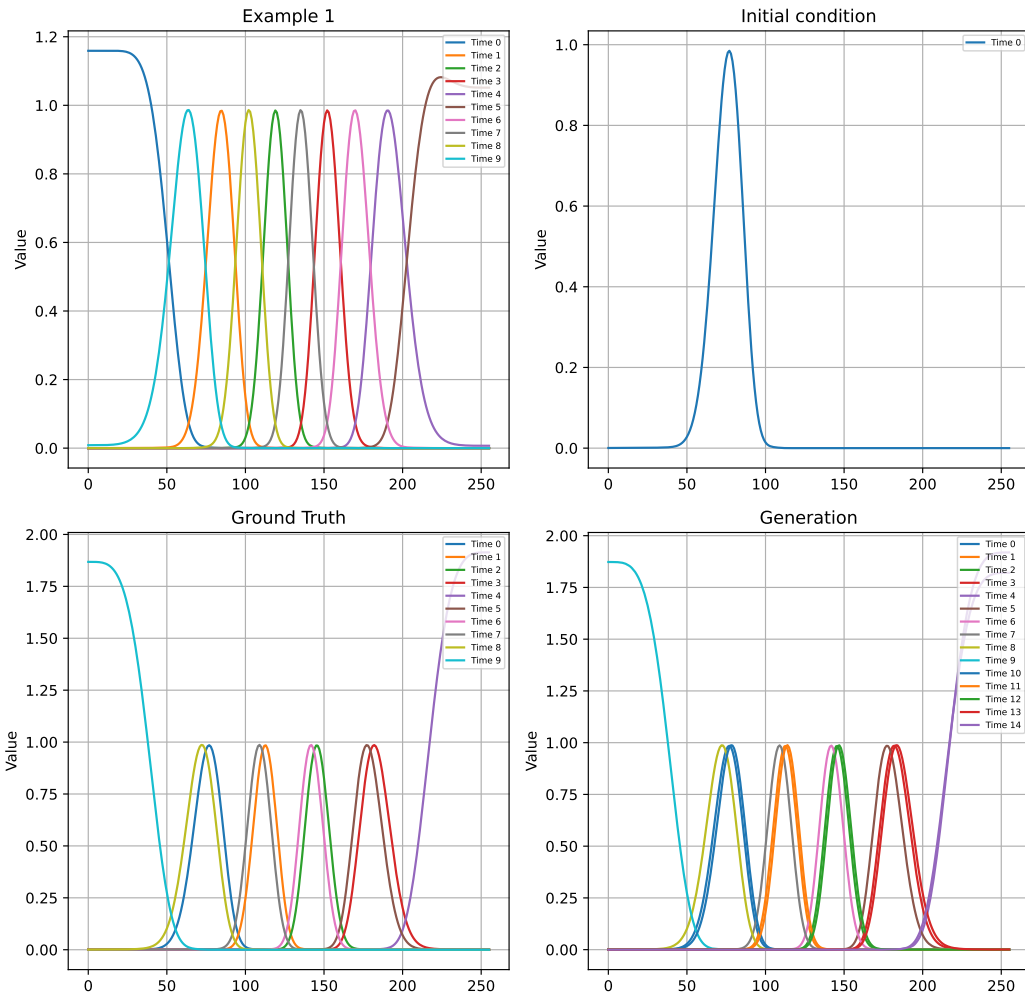 Example 1
Value
1.2
1.0
0.8
0.6
0.4
0.2
0.0
0
50
100
150
200
250
Time 0
Time 1
Time 2
Time 3
Time 4
Time 5
Time 6
Time 7
Time 8
Time 9
Initial condition
Value
1.0
0.8
0.6
0.4
0.2
0.0
0
50
100
150
200
250
Time 0
Ground Truth
Value
2.00
1.75
1.50
1.25
1.00
0.75
0.50
0.25
0.00
0
50
100
150
200
250
Time 0
Time 1
Time 2
Time 3
Time 4
Time 5
Time 6
Time 7
Time 8
Time 9
Generation
Value
2.00
1.75
1.50
1.25
1.00
0.75
0.50
0.25
0.00
0
50
100
150
200
250
Time 0
Time 1
Time 2
Time 3
Time 4
Time 5
Time 6
Time 7
Time 8
Time 9
Time 10
Time 11
Time 12
Time 13
Time 14